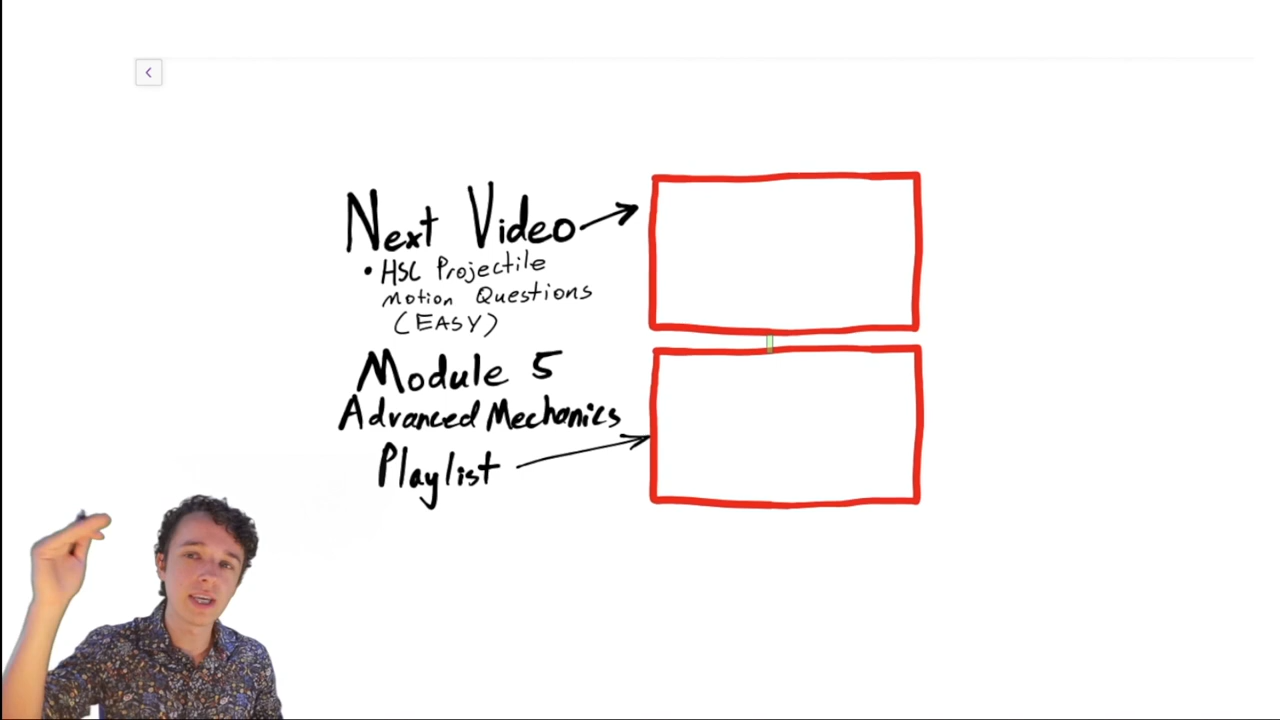 Next Video
• HSC Projectile
Motion Questions
(EASY)
Module 5
Advanced Mechanics
Playlist